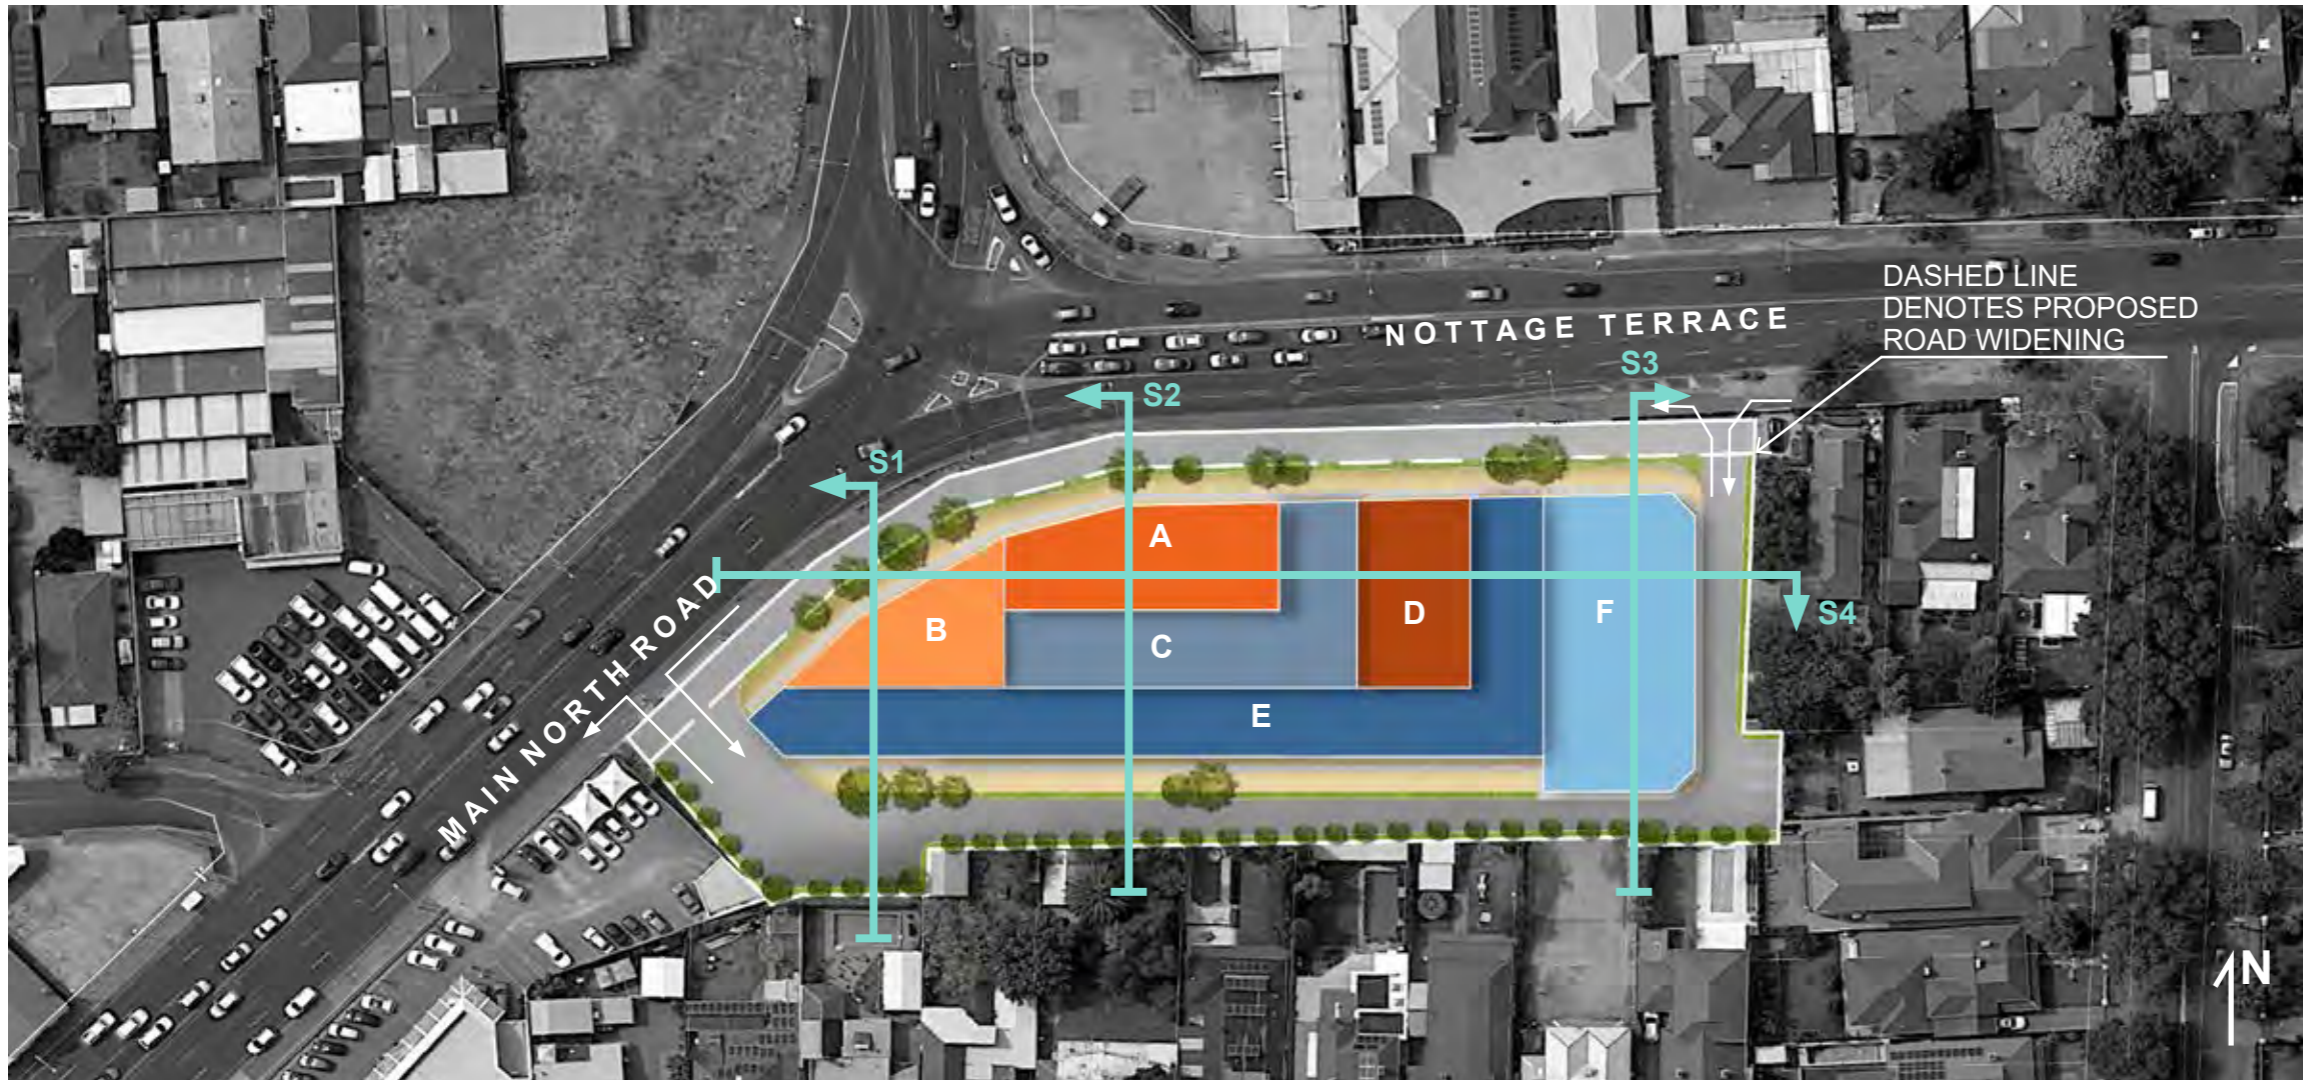 DASHED LINE
DENOTES PROPOSED
ROAD WIDENING
NOTTAGE TERRACE
S3
S2
S1
A
B
C
D
F
S4
MAIN NORTH ROAD
E
N